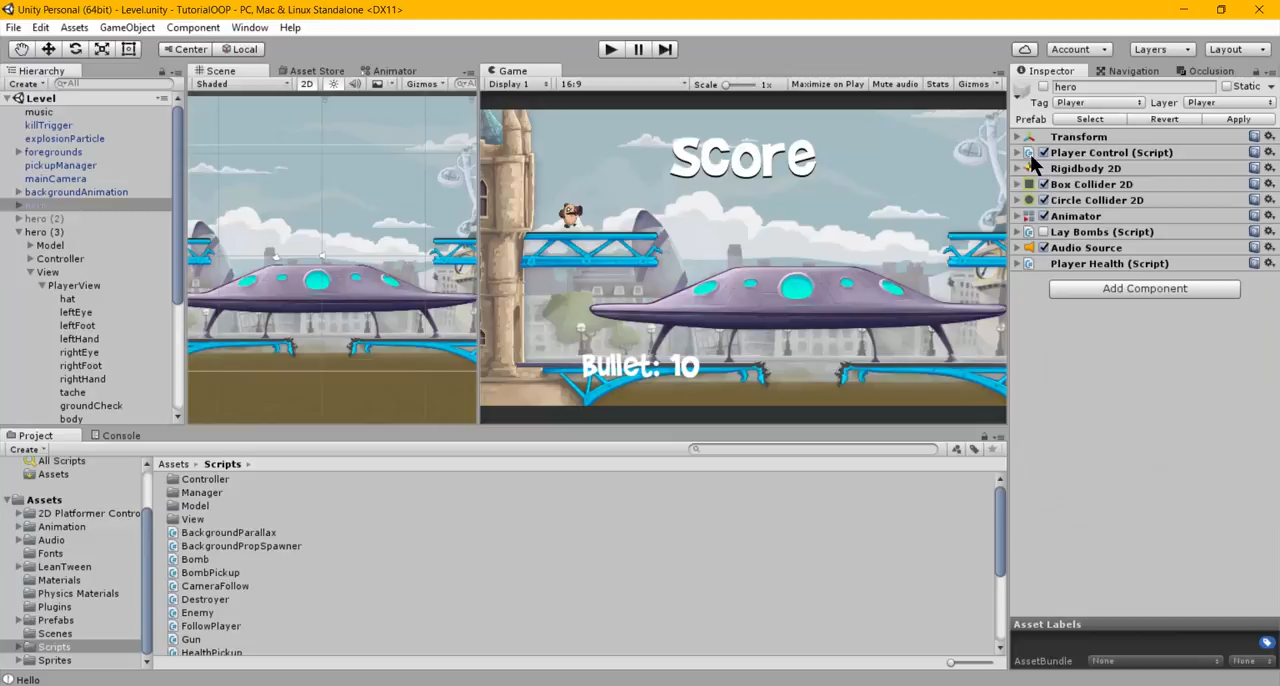 Unity Personal (64bit) - Level.unity - TutorialOOP - PC, Mac & Linux Standalone <DX11>
File Edit Assets GameObject Component Window Help
Center Local Account Layers Layout
Hierarchy Scene Asset Store Animator Game Inspector Navigation Occlusion
Create All Shaded 2D Gizmos Display 1 16:9 Scale 1x Maximize on Play Mute audio Stats Gizmos
hero Static
Tag Player Layer Player
Prefab Select Revert Apply
Level
music
killTrigger
explosionParticle
foregrounds
pickupManager
mainCamera
backgroundAnimation
hero (2)
hero (3)
Model
Controller
View
PlayerView
hat
leftEye
leftFoot
leftHand
rightEye
rightFoot
rightHand
tache
groundCheck
body
Score
Bullet: 10
Transform
Player Control (Script)
Rigidbody 2D
Box Collider 2D
Circle Collider 2D
Animator
Lay Bombs (Script)
Audio Source
Player Health (Script)
Add Component
Project Console
Create
All Scripts
Assets
Assets
2D Platformer Contro
Animation
Audio
Fonts
LeanTween
Materials
Physics Materials
Plugins
Prefabs
Scenes
Scripts
Sprites
Assets Scripts
Controller
Manager
Model
View
BackgroundParallax
BackgroundPropSpawner
Bomb
BombPickup
CameraFollow
Destroyer
Enemy
FollowPlayer
Gun
HealthPickup
Asset Labels
AssetBundle None None
Hello